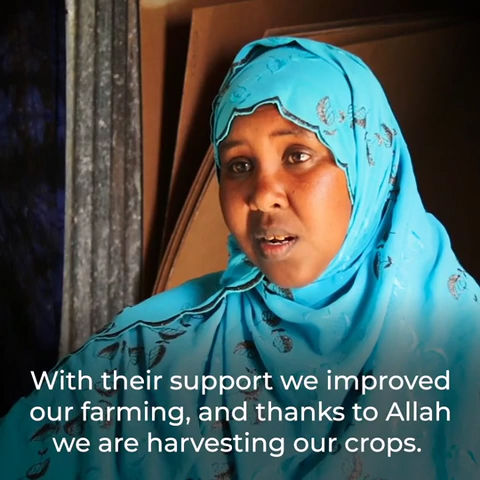 With their support we improved
our farming, and thanks to Allah
we are harvesting our crops.